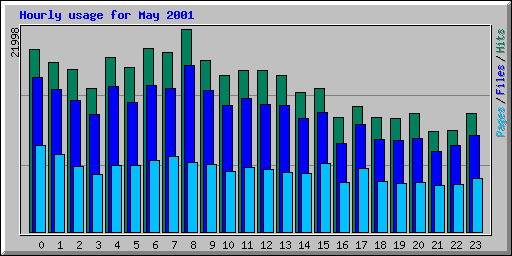 Hourly usage for May 2001
21998
Pages/Files/Hits
0 1 2 3 4 5 6 7 8 9 10 11 12 13 14 15 16 17 18 19 20 21 22 23